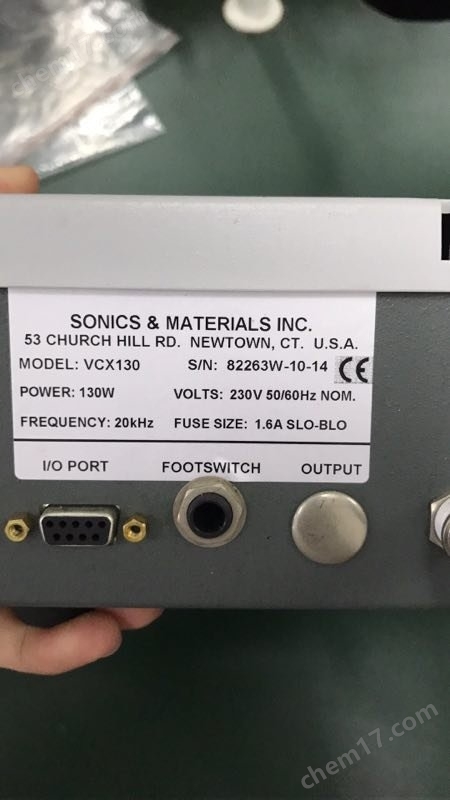 SONICS & MATERIALS INC.
53 CHURCH HILL RD. NEWTOWN, CT. U.S.A.
MODEL: VCX130 S/N: 82263W-10-14 CE
POWER: 130W VOLTS: 230V 50/60Hz NOM.
FREQUENCY: 20kHz FUSE SIZE: 1.6A SLO-BLO
I/O PORT FOOTSWITCH OUTPUT
chem17.com